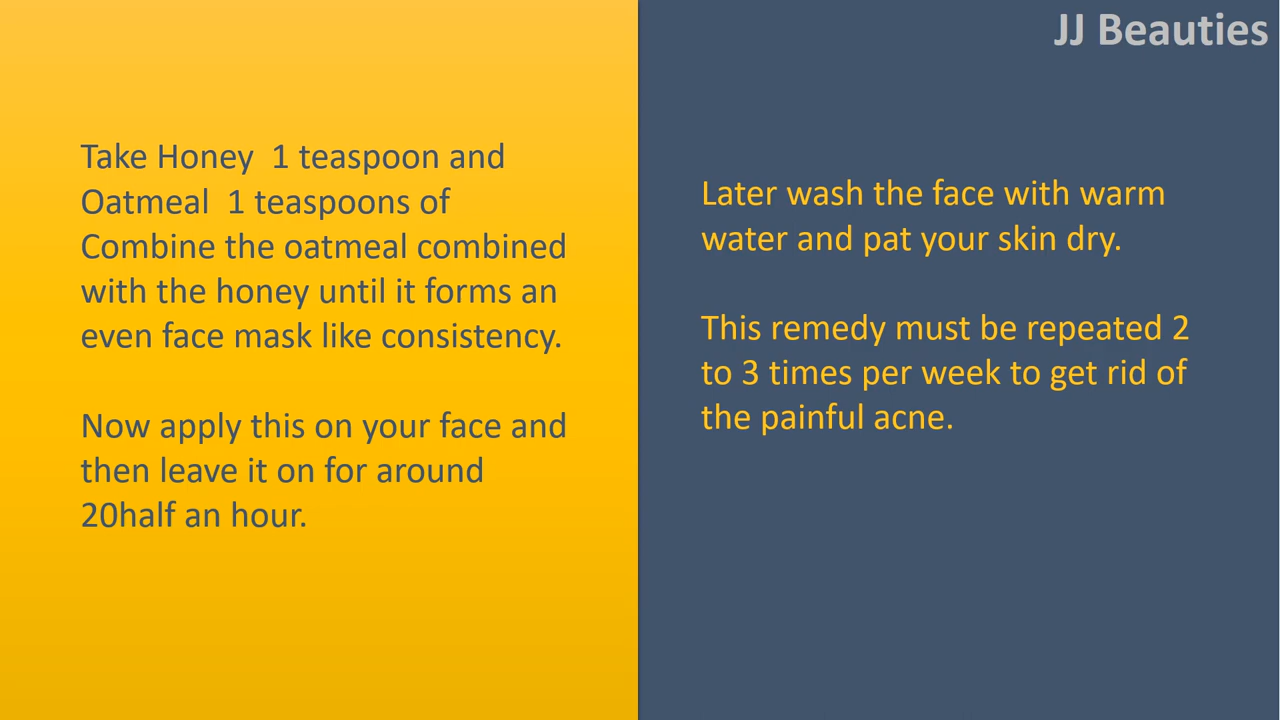 JJ Beauties
Take Honey  1 teaspoon and
Oatmeal  1 teaspoons of
Combine the oatmeal combined
with the honey until it forms an
even face mask like consistency.
Now apply this on your face and
then leave it on for around
20half an hour.
Later wash the face with warm
water and pat your skin dry.
This remedy must be repeated 2
to 3 times per week to get rid of
the painful acne.